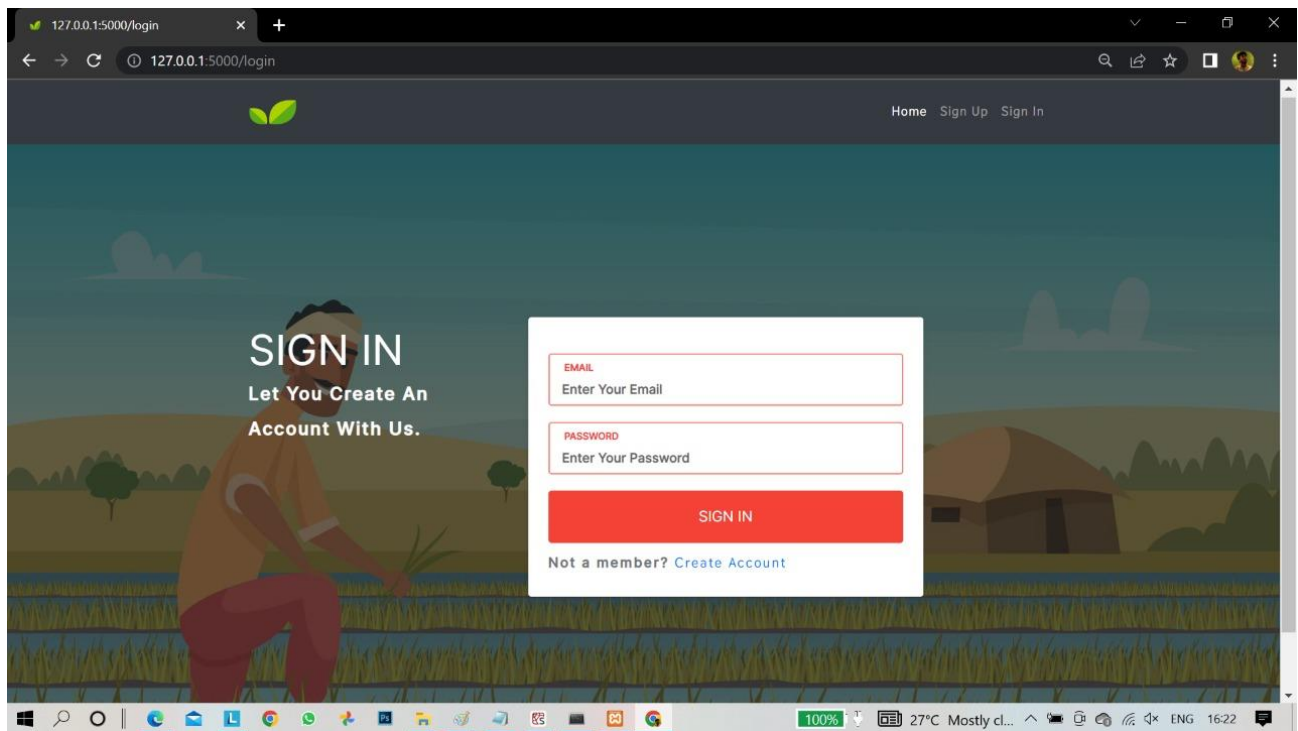 127.0.0.1:5000/login
127.0.0.1:5000/login
Home Sign Up Sign In
SIGN IN
Let You Create An
Account With Us.
EMAIL
Enter Your Email
PASSWORD
Enter Your Password
SIGN IN
Not a member? Create Account
100% 27°C Mostly cl... ENG 16:22